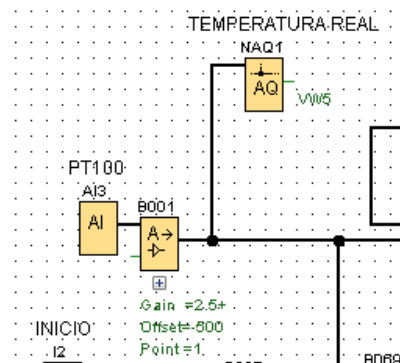 TEMPERATURA REAL
NAQ1
AQ
VW5
PT100
AI3
AI
B001
A→
Gain =2.5+
Offset=-500
Point=1.
INICIO
I2